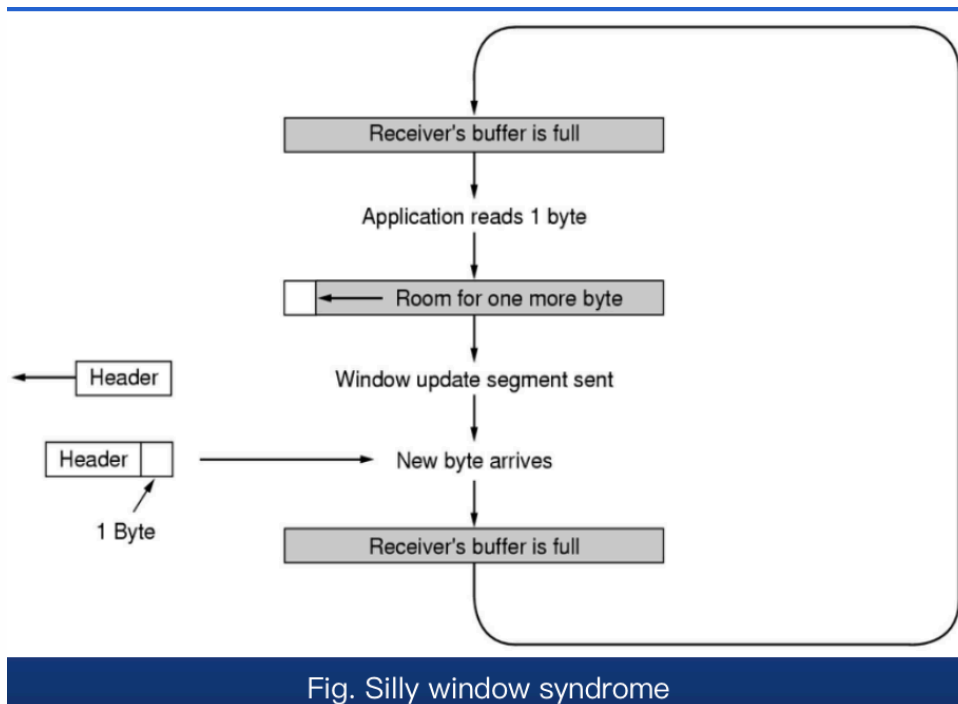 Receiver's buffer is full
Application reads 1 byte
Room for one more byte
Header
Window update segment sent
Header
New byte arrives
1 Byte
Receiver's buffer is full
Fig. Silly window syndrome